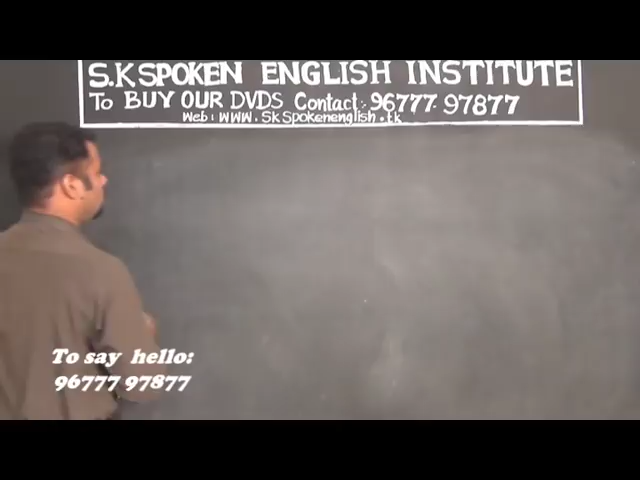 S.K SPOKEN ENGLISH INSTITUTE
To BUY OUR DVDS Contact:- 96777-97877
Web: WWW.SkSpokenenglish.tk
To say hello:
96777 97877